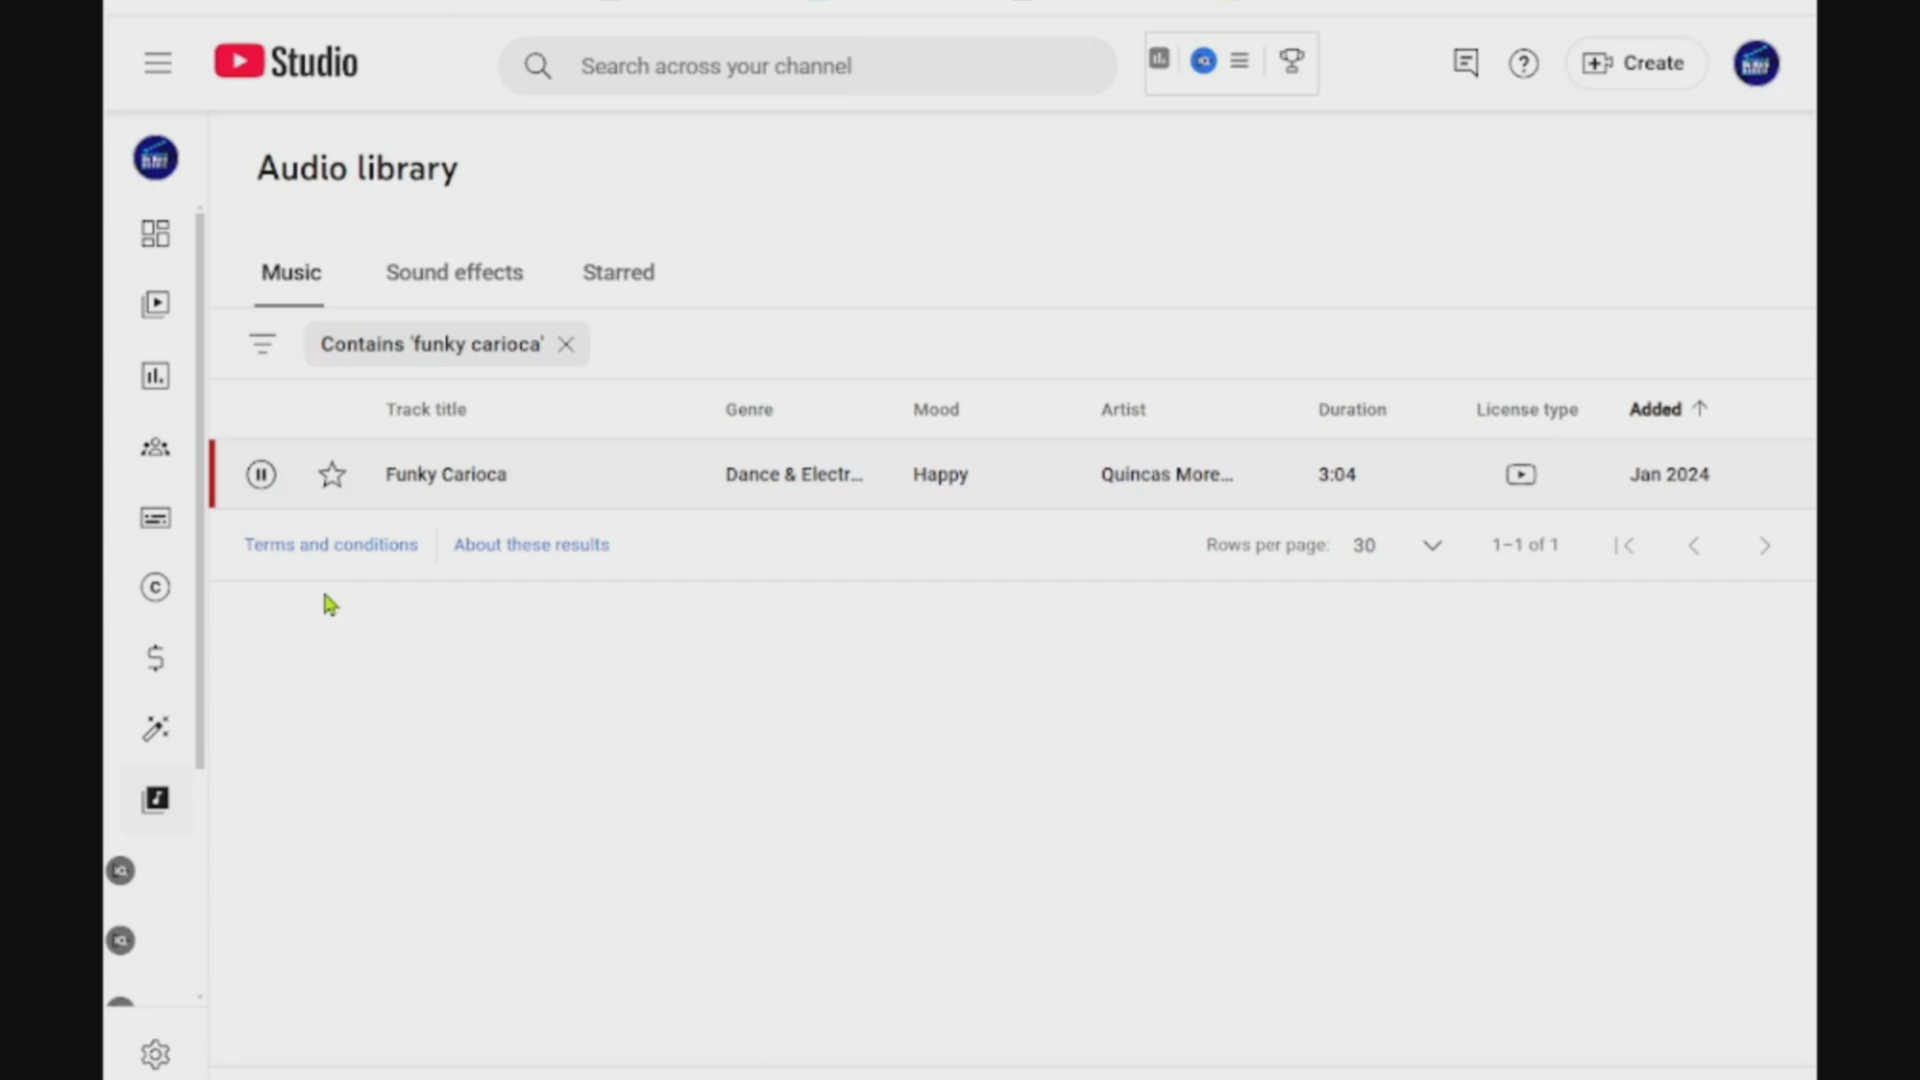 Studio
Search across your channel
Create
Audio library
Music Sound effects Starred
Contains 'funky carioca'
Track title Genre Mood Artist Duration License type Added
Funky Carioca Dance & Electr... Happy Quincas More... 3:04 Jan 2024
Terms and conditions About these results Rows per page: 30 1–1 of 1